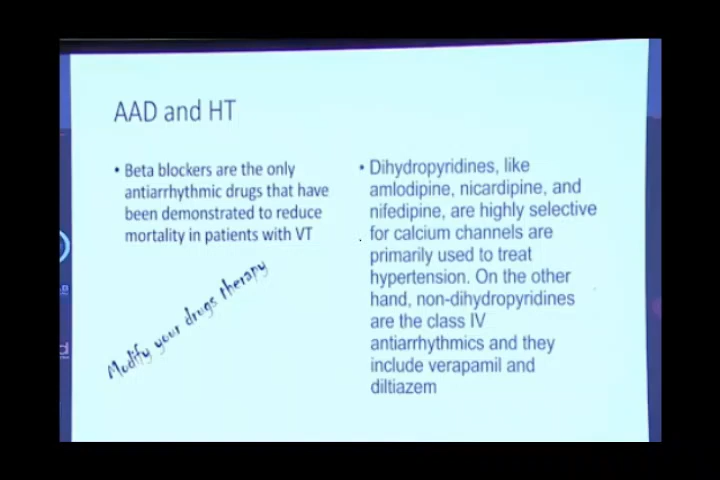 AAD and HT
• Beta blockers are the only
antiarrhythmic drugs that have
been demonstrated to reduce
mortality in patients with VT
Modify your drugs therapy
• Dihydropyridines, like
amlodipine, nicardipine, and
nifedipine, are highly selective
for calcium channels are
primarily used to treat
hypertension. On the other
hand, non-dihydropyridines
are the class IV
antiarrhythmics and they
include verapamil and
diltiazem